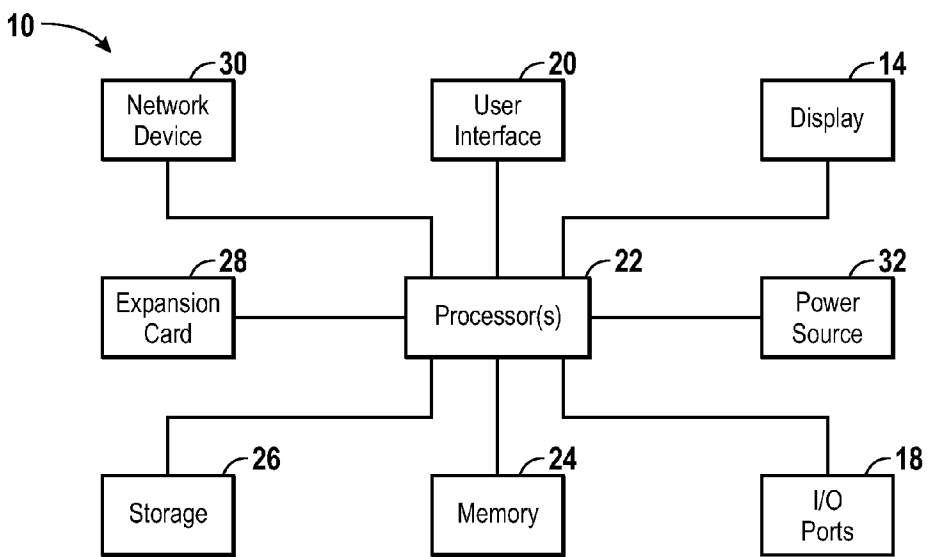 10
30
20
14
Network
Device
User
Interface
Display
28
22
32
Expansion
Card
Processor(s)
Power
Source
26
24
18
Storage
Memory
I/O
Ports